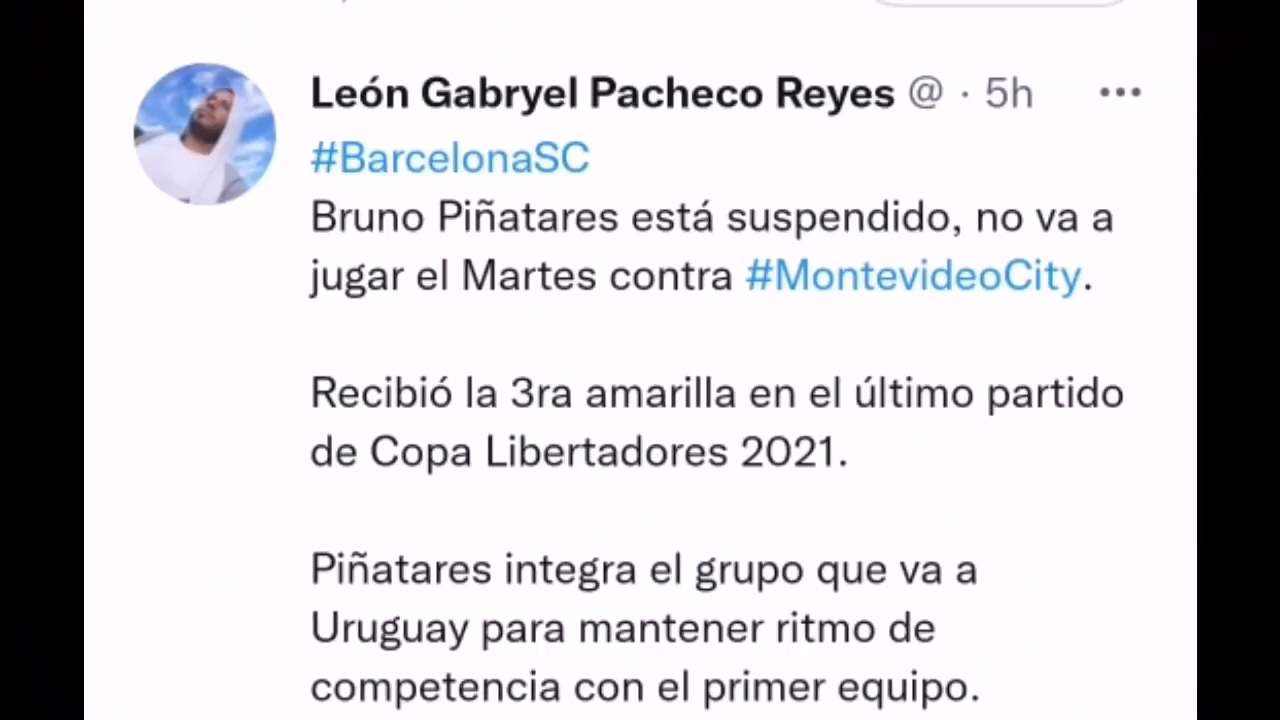 León Gabryel Pacheco Reyes @ · 5h ...
#BarcelonaSC
Bruno Piñatares está suspendido, no va a
jugar el Martes contra #MontevideoCity.
Recibió la 3ra amarilla en el último partido
de Copa Libertadores 2021.
Piñatares integra el grupo que va a
Uruguay para mantener ritmo de
competencia con el primer equipo.